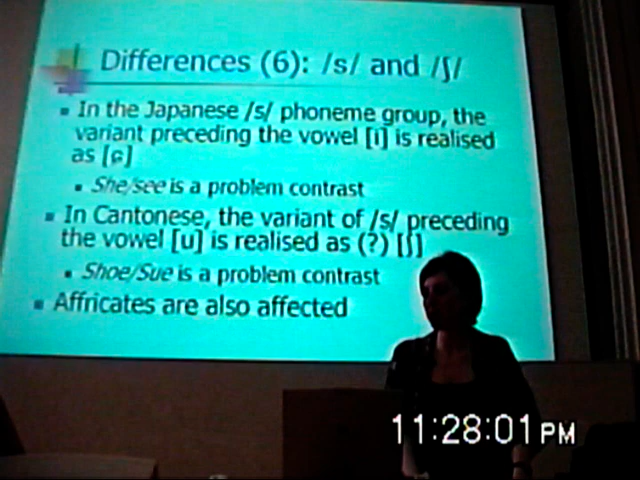 Differences (6): /s/ and /ʃ/
In the Japanese /s/ phoneme group, the
variant preceding the vowel [i] is realised
as [ɕ]
She/see is a problem contrast
In Cantonese, the variant of /s/ preceding
the vowel [u] is realised as (?) [ʃ]
Shoe/Sue is a problem contrast
Affricates are also affected
11:28:01 PM